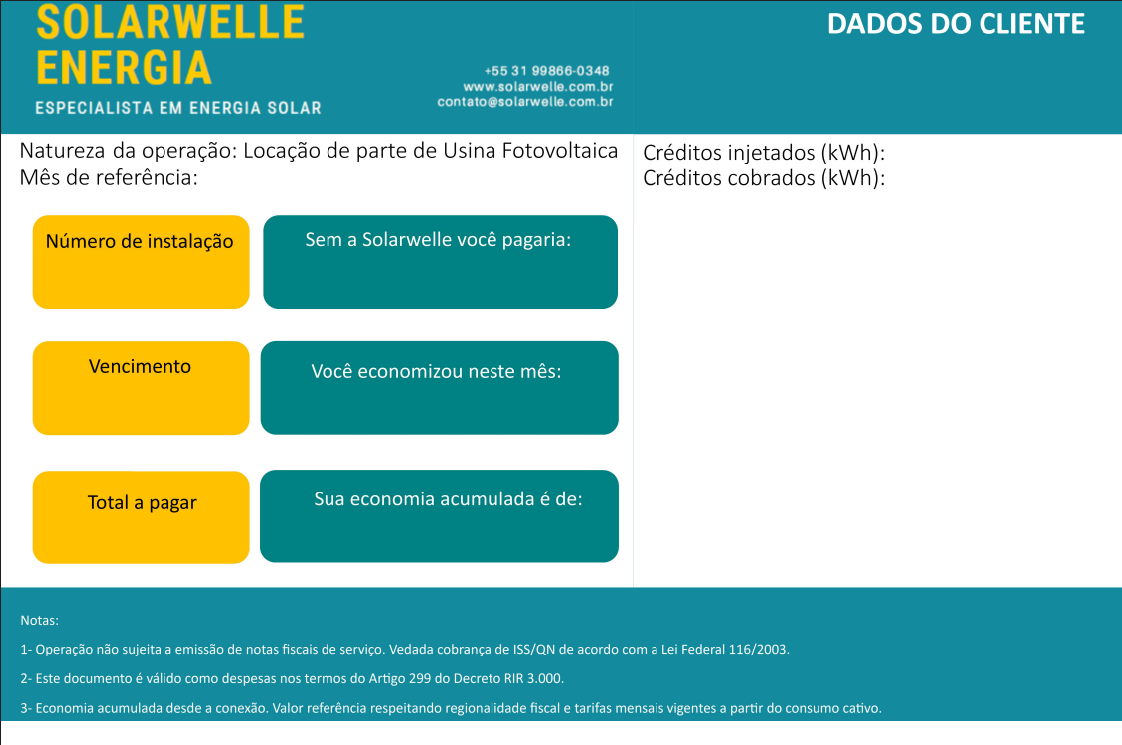 SOLARWELLE
ENERGIA
ESPECIALISTA EM ENERGIA SOLAR
+55 31 99866-0348
www.solarwelle.com.br
contato@solarwelle.com.br
DADOS DO CLIENTE
Natureza da operação: Locação de parte de Usina Fotovoltaica
Mês de referência:
Créditos injetados (kWh):
Créditos cobrados (kWh):
Número de instalação
Sem a Solarwelle você pagaria:
Vencimento
Você economizou neste mês:
Total a pagar
Sua economia acumulada é de:
Notas:
1- Operação não sujeita a emissão de notas fiscais de serviço. Vedada cobrança de ISS/QN de acordo com a Lei Federal 116/2003.
2- Este documento é válido como despesas nos termos do Artigo 299 do Decreto RIR 3.000.
3- Economia acumulada desde a conexão. Valor referência respeitando regionalidade fiscal e tarifas mensais vigentes a partir do consumo cativo.